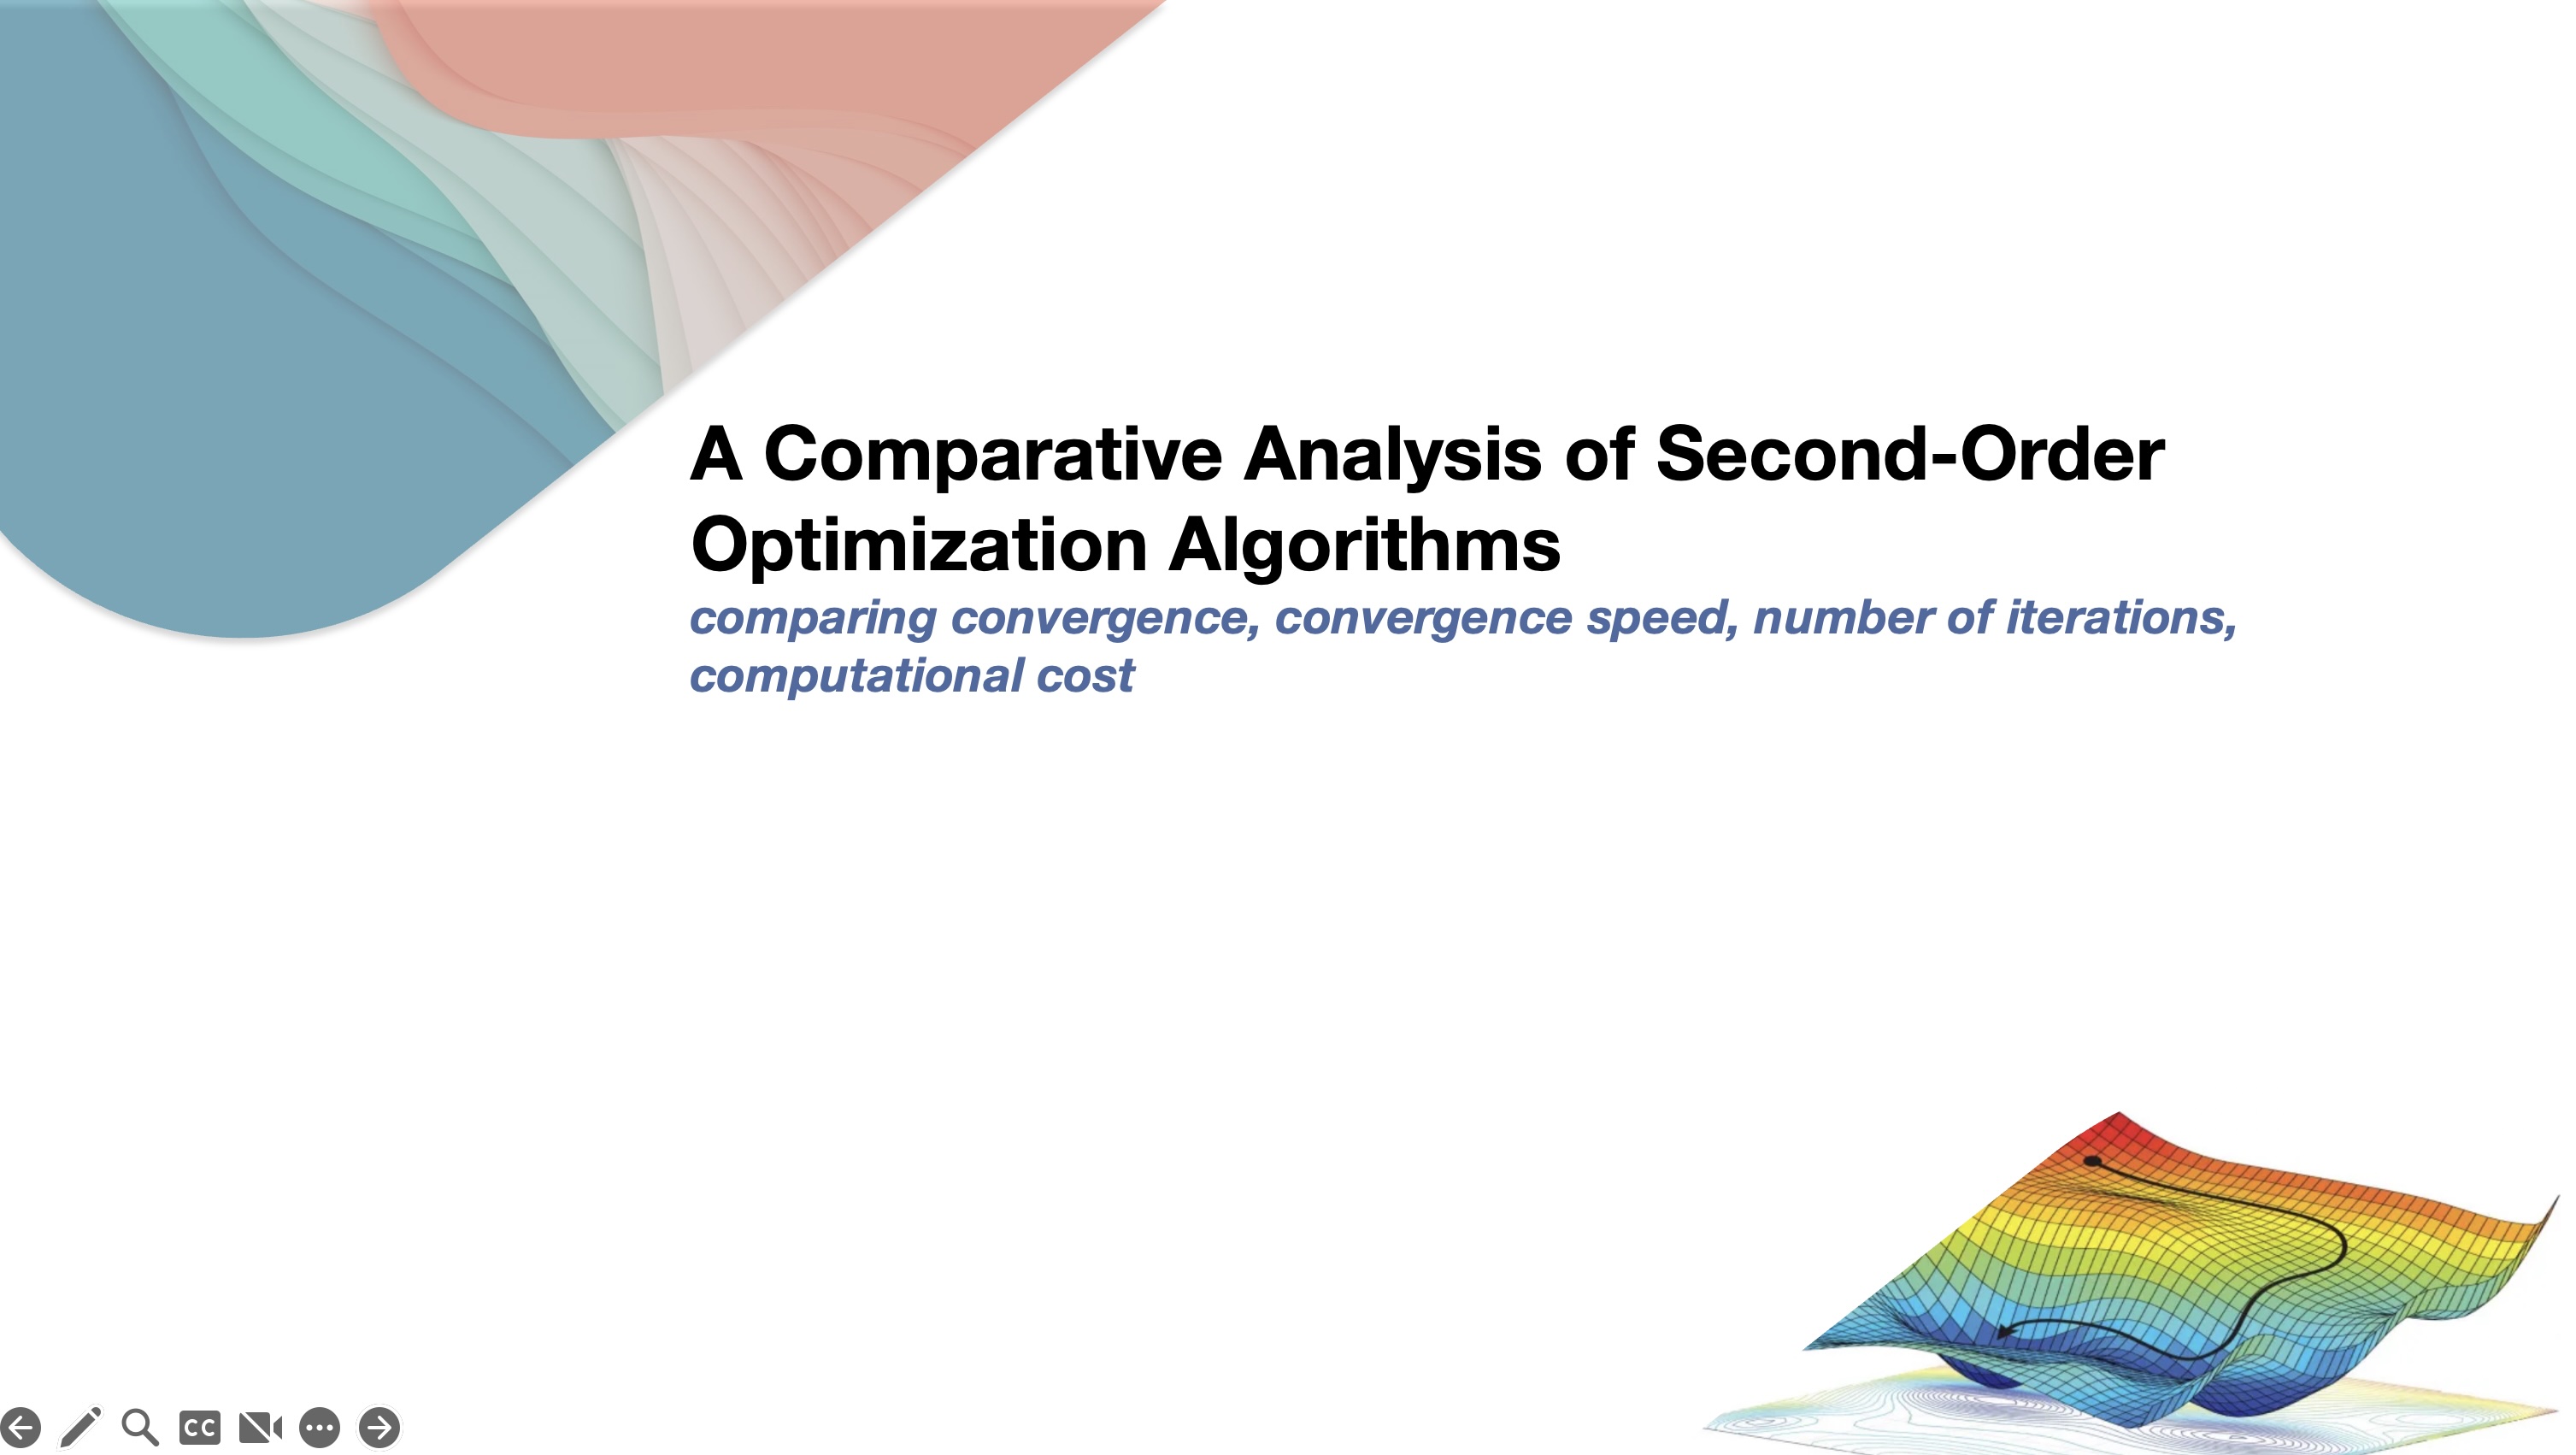 A Comparative Analysis of Second-Order
Optimization Algorithms
comparing convergence, convergence speed, number of iterations,
computational cost
CC